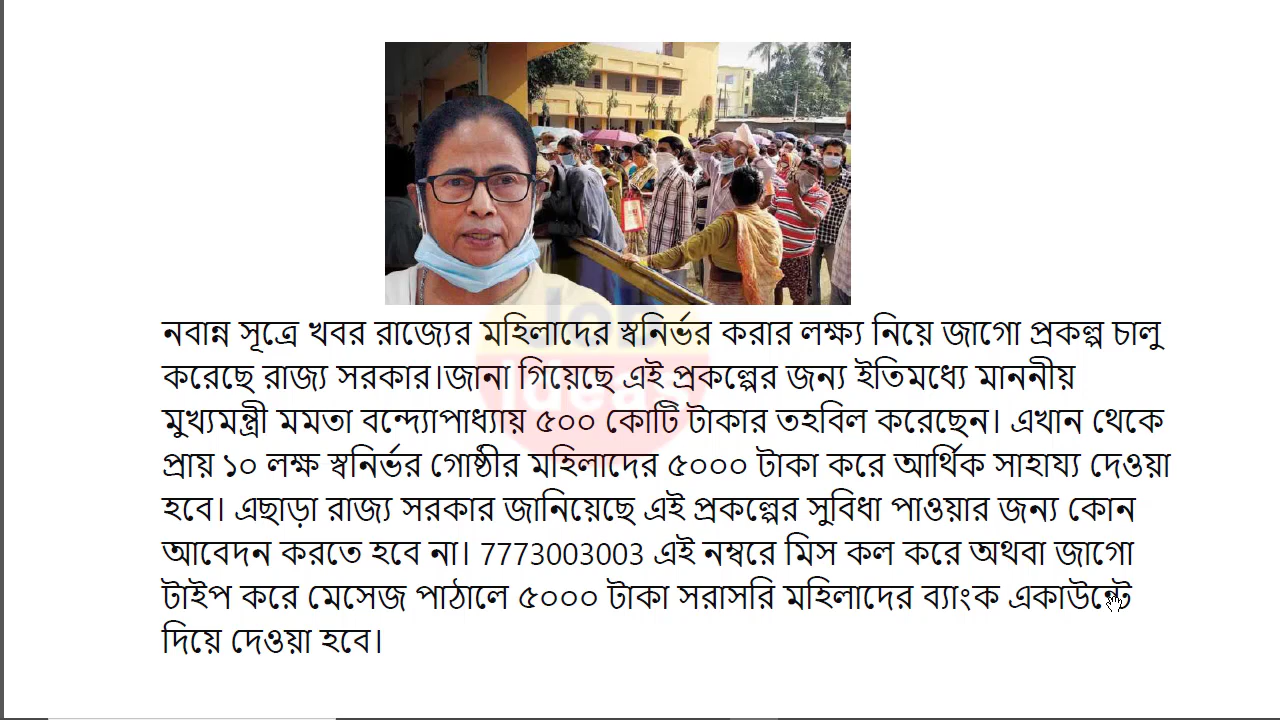 নবান্ন সূত্রে খবর রাজ্যের মহিলাদের স্বনির্ভর করার লক্ষ্য নিয়ে জাগো প্রকল্প চালু
করেছে রাজ্য সরকার।জানা গিয়েছে এই প্রকল্পের জন্য ইতিমধ্যে মাননীয়
মুখ্যমন্ত্রী মমতা বন্দ্যোপাধ্যায় ৫০০ কোটি টাকার তহবিল করেছেন। এখান থেকে
প্রায় ১০ লক্ষ স্বনির্ভর গোষ্ঠীর মহিলাদের ৫০০০ টাকা করে আর্থিক সাহায্য দেওয়া
হবে। এছাড়া রাজ্য সরকার জানিয়েছে এই প্রকল্পের সুবিধা পাওয়ার জন্য কোন
আবেদন করতে হবে না। 7773003003 এই নম্বরে মিস কল করে অথবা জাগো
টাইপ করে মেসেজ পাঠালে ৫০০০ টাকা সরাসরি মহিলাদের ব্যাংক একাউন্টে
দিয়ে দেওয়া হবে।
Job
Ideas